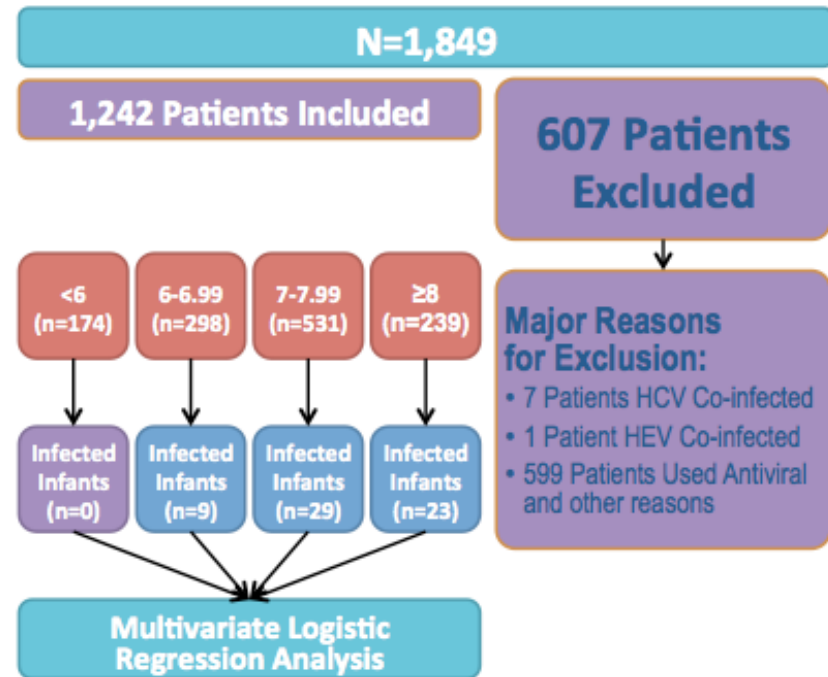 N=1,849
1,242 Patients Included
607 Patients
Excluded
<6
(n=174)
6-6.99
(n=298)
7-7.99
(n=531)
≥8
(n=239)
Infected
Infants
(n=0)
Infected
Infants
(n=9)
Infected
Infants
(n=29)
Infected
Infants
(n=23)
Major Reasons
for Exclusion:
• 7 Patients HCV Co-infected
• 1 Patient HEV Co-infected
• 599 Patients Used Antiviral
and other reasons
Multivariate Logistic
Regression Analysis